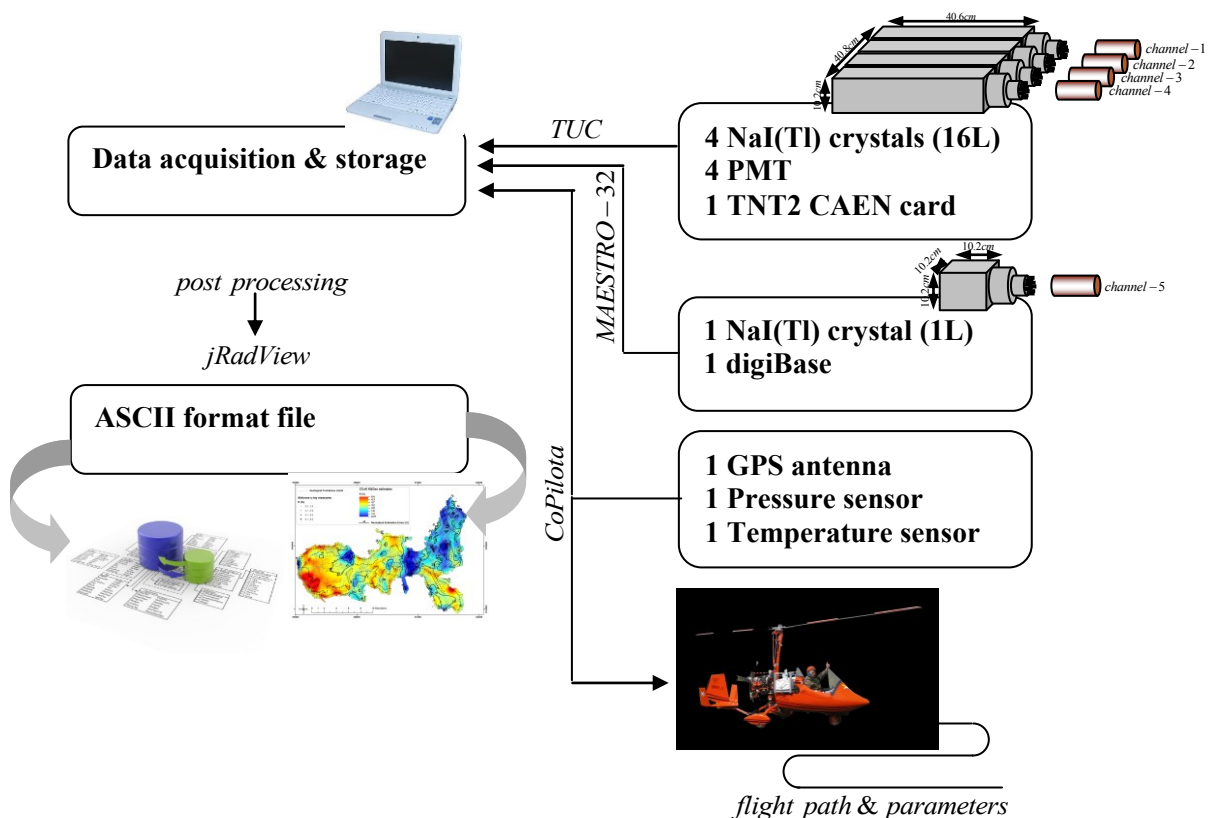 40.6cm
40.8cm
10.2cm
channel-1
channel-2
channel-3
channel-4
TUC
Data acquisition & storage
4 NaI(Tl) crystals (16L)
4 PMT
1 TNT2 CAEN card
MAESTRO-32
10.2cm
10.2cm
10.2cm
channel-5
post processing
jRadView
1 NaI(Tl) crystal (1L)
1 digiBase
ASCII format file
CoPilota
1 GPS antenna
1 Pressure sensor
1 Temperature sensor
flight path & parameters